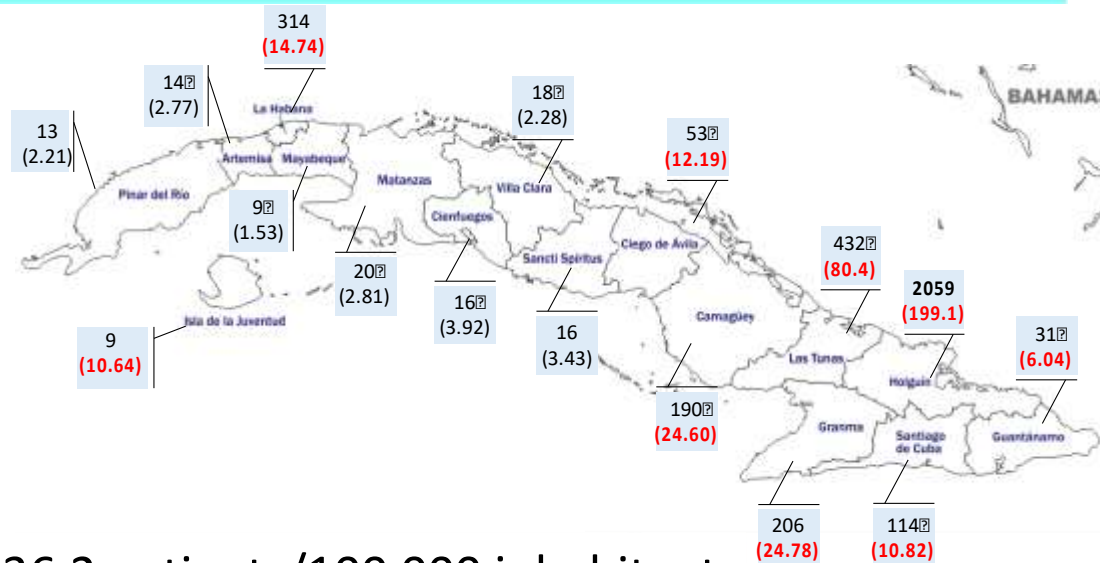 314
(14.74)
14⍰
(2.77)
18⍰
(2.28)
La Habana
BAHAMAS
13
(2.21)
53⍰
(12.19)
Artemisa
Mayabeque
Matanzas
Pinar del Río
Villa Clara
9⍰
(1.53)
Cienfuegos
Ciego de Ávila
432⍰
(80.4)
Sancti Spíritus
20⍰
(2.81)
2059
(199.1)
16⍰
(3.92)
Isla de la Juventud
Camagüey
16
(3.43)
31⍰
(6.04)
9
(10.64)
Las Tunas
Holguín
190⍰
(24.60)
Granma
Santiago
de Cuba
Guantánamo
206
(24.78)
114⍰
(10.82)